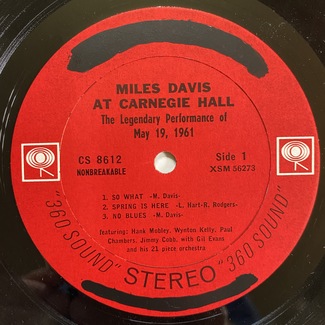 MILES DAVIS
AT CARNEGIE HALL
The Legendary Performance of
May 19, 1961
CS 8612
NONBREAKABLE
Side 1
XSM 56273
1. SO WHAT -M. Davis-
2. SPRING IS HERE -L. Hart-R. Rodgers-
3. NO BLUES -M. Davis-
featuring: Hank Mobley, Wynton Kelly, Paul
Chambers, Jimmy Cobb, with Gil Evans
and his 21 piece orchestra
"360 SOUND" STEREO "360 SOUND"